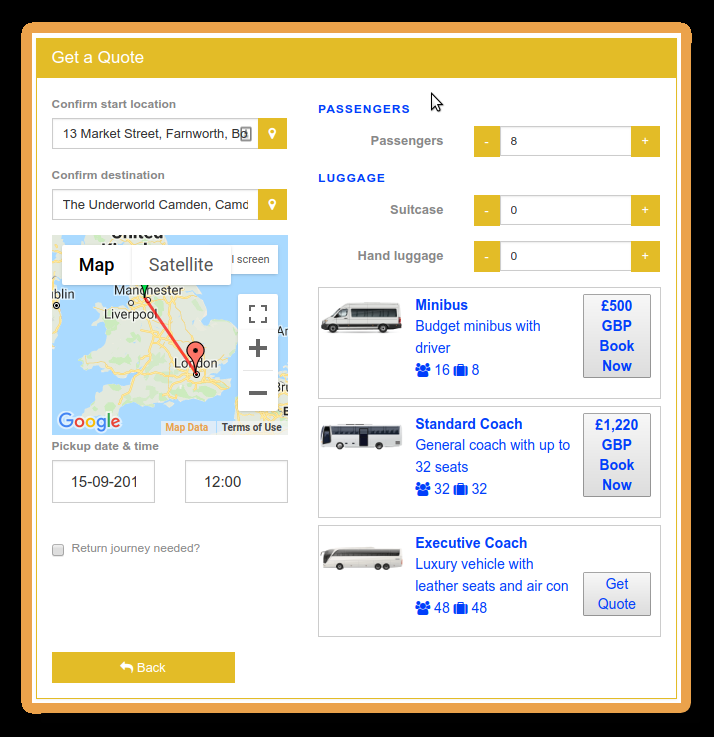 Get a Quote
Confirm start location
13 Market Street, Farnworth, Bo
Confirm destination
The Underworld Camden, Camd
Map
Satellite
l screen
Manchester
Liverpool
London
Google
Map Data
Terms of Use
Pickup date & time
15-09-201
12:00
Return journey needed?
Back
PASSENGERS
Passengers
-
8
+
LUGGAGE
Suitcase
-
0
+
Hand luggage
-
0
+
Minibus
Budget minibus with
driver
16 8
£500
GBP
Book
Now
Standard Coach
General coach with up to
32 seats
32 32
£1,220
GBP
Book
Now
Executive Coach
Luxury vehicle with
leather seats and air con
48 48
Get
Quote